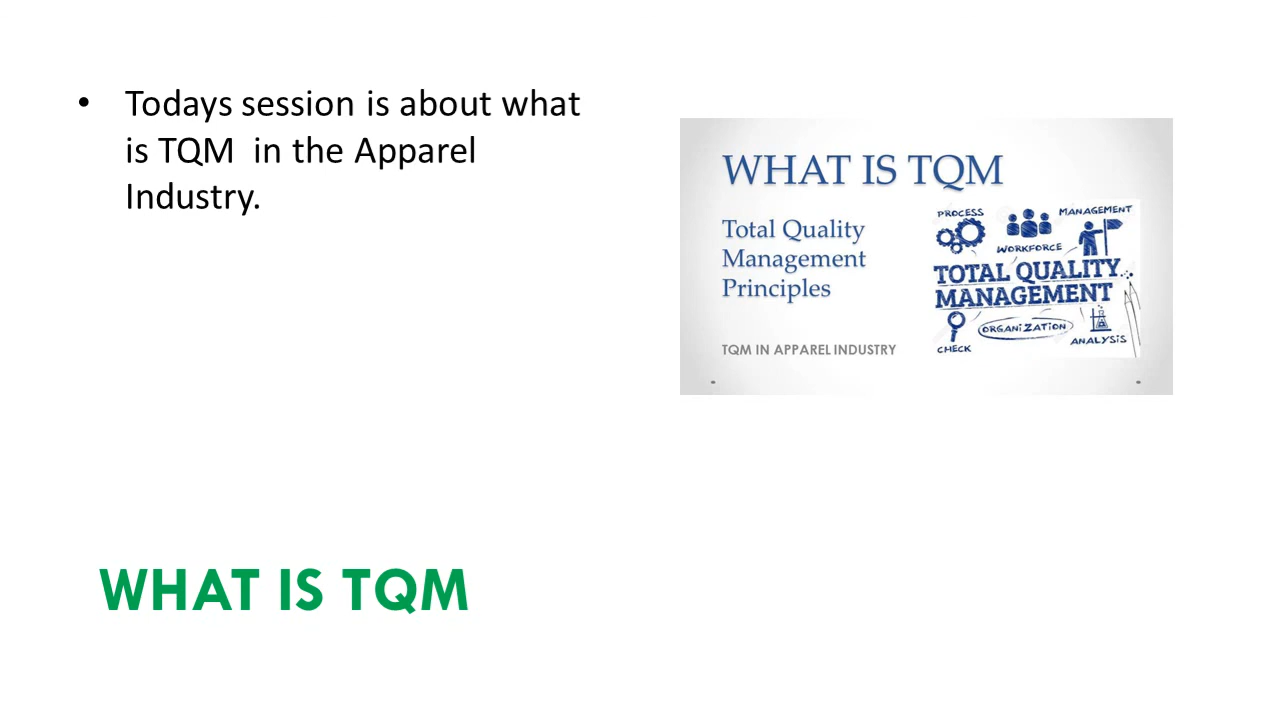 • Todays session is about what
is TQM  in the Apparel
Industry.
WHAT IS TQM
Total Quality
Management
Principles
TQM IN APPAREL INDUSTRY
PROCESS
MANAGEMENT
WORKFORCE
TOTAL QUALITY
MANAGEMENT
ORGANIZATION
CHECK
ANALYSIS
WHAT IS TQM